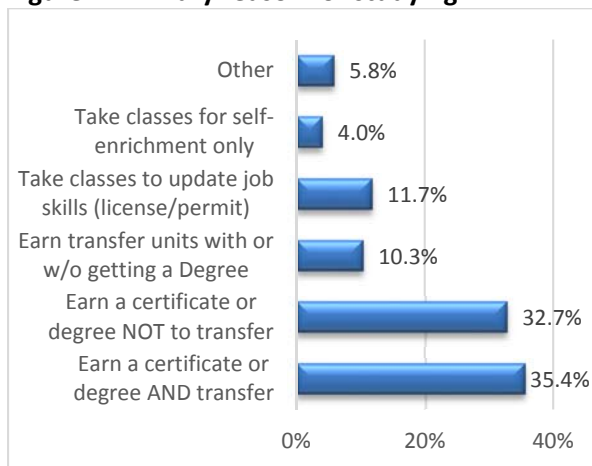 Other
5.8%
Take classes for self-
enrichment only
4.0%
Take classes to update job
skills (license/permit)
11.7%
Earn transfer units with or
w/o getting a Degree
10.3%
Earn a certificate or
degree NOT to transfer
32.7%
Earn a certificate or
degree AND transfer
35.4%
0% 20% 40%